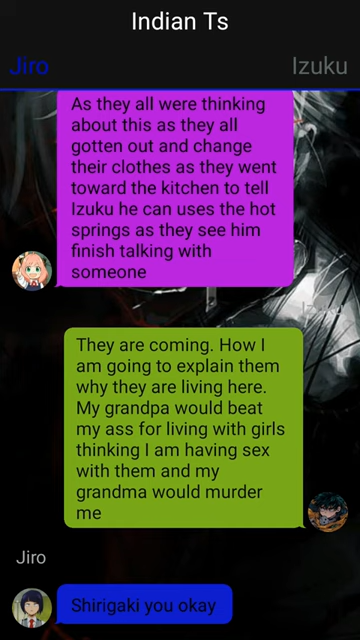 Indian Ts
Jiro Izuku
As they all were thinking
about this as they all
gotten out and change
their clothes as they went
toward the kitchen to tell
Izuku he can uses the hot
springs as they see him
finish talking with
someone
They are coming. How I
am going to explain them
why they are living here.
My grandpa would beat
my ass for living with girls
thinking I am having sex
with them and my
grandma would murder
me
Jiro
Shirigaki you okay